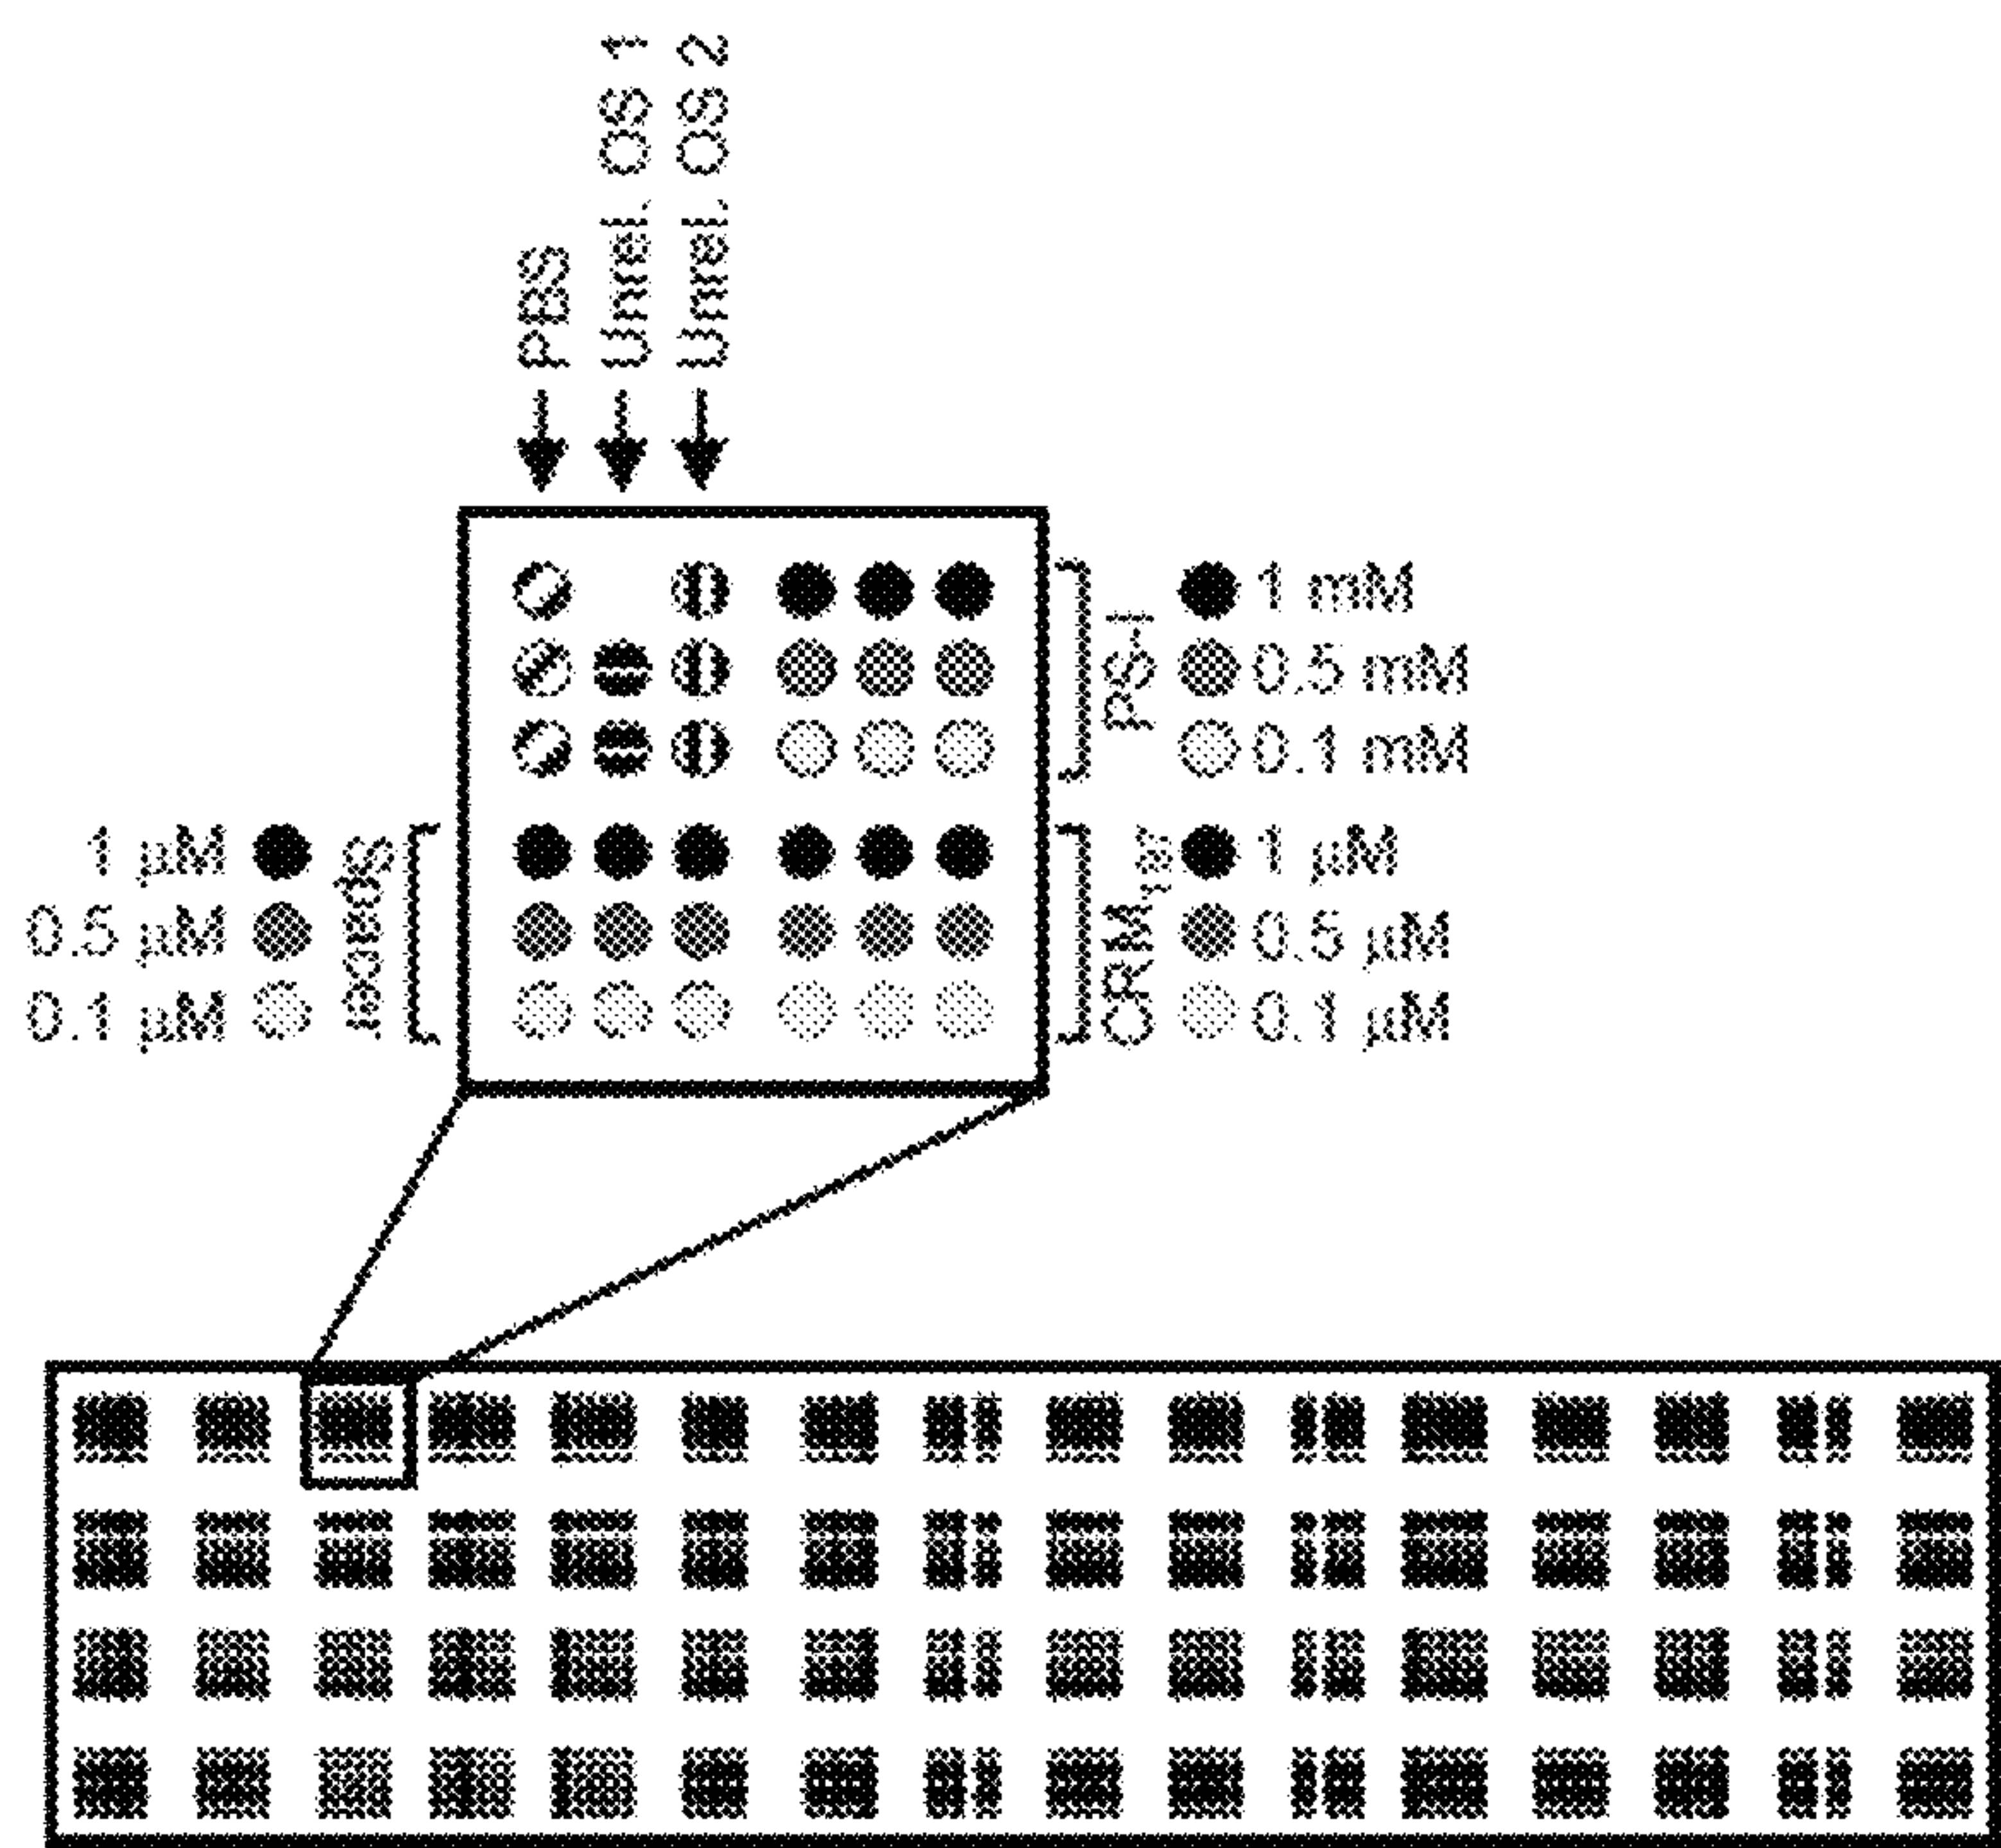 PBS
Unrel. OS 1
Unrel. OS 2
PS-I
1 mM
0.5 mM
0.1 mM
1 µM
0.5 µM
0.1 µM
Spacer
CRM₁₉₇
1 µM
0.5 µM
0.1 µM